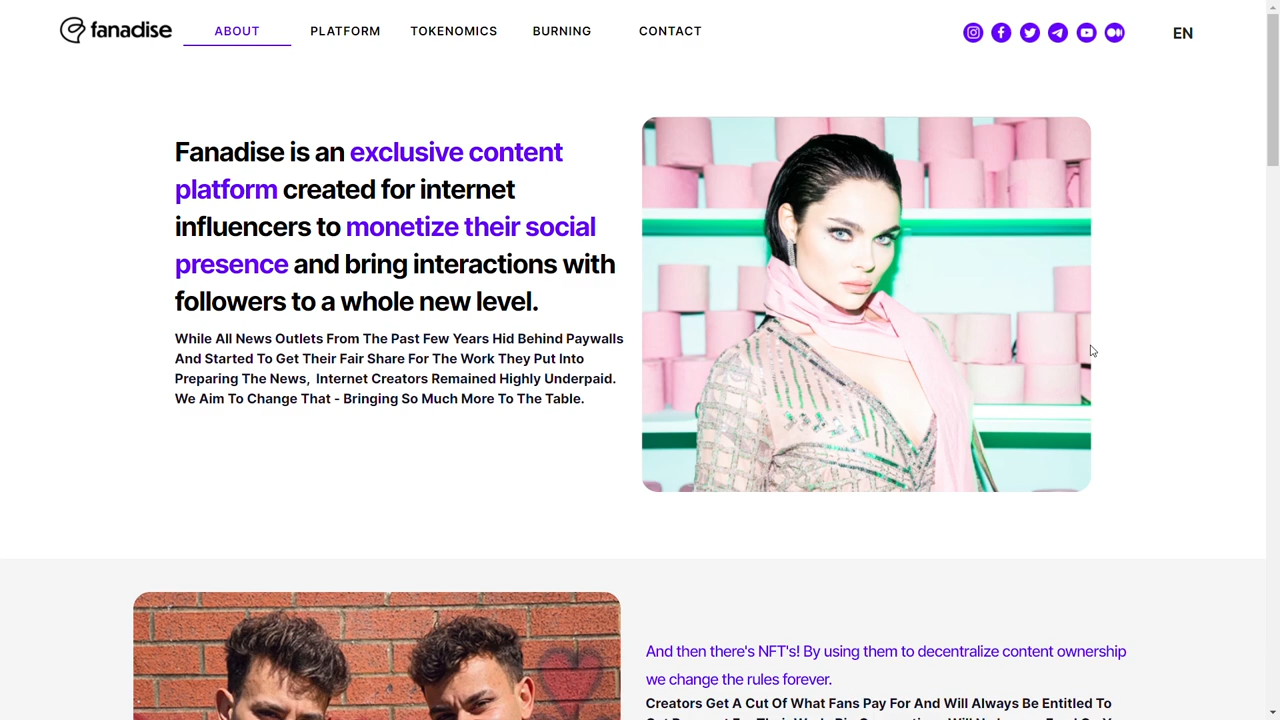 fanadise
ABOUT
PLATFORM
TOKENOMICS
BURNING
CONTACT
EN
Fanadise is an exclusive content
platform created for internet
influencers to monetize their social
presence and bring interactions with
followers to a whole new level.
While All News Outlets From The Past Few Years Hid Behind Paywalls
And Started To Get Their Fair Share For The Work They Put Into
Preparing The News, Internet Creators Remained Highly Underpaid.
We Aim To Change That - Bringing So Much More To The Table.
And then there's NFT's! By using them to decentralize content ownership
we change the rules forever.
Creators Get A Cut Of What Fans Pay For And Will Always Be Entitled To